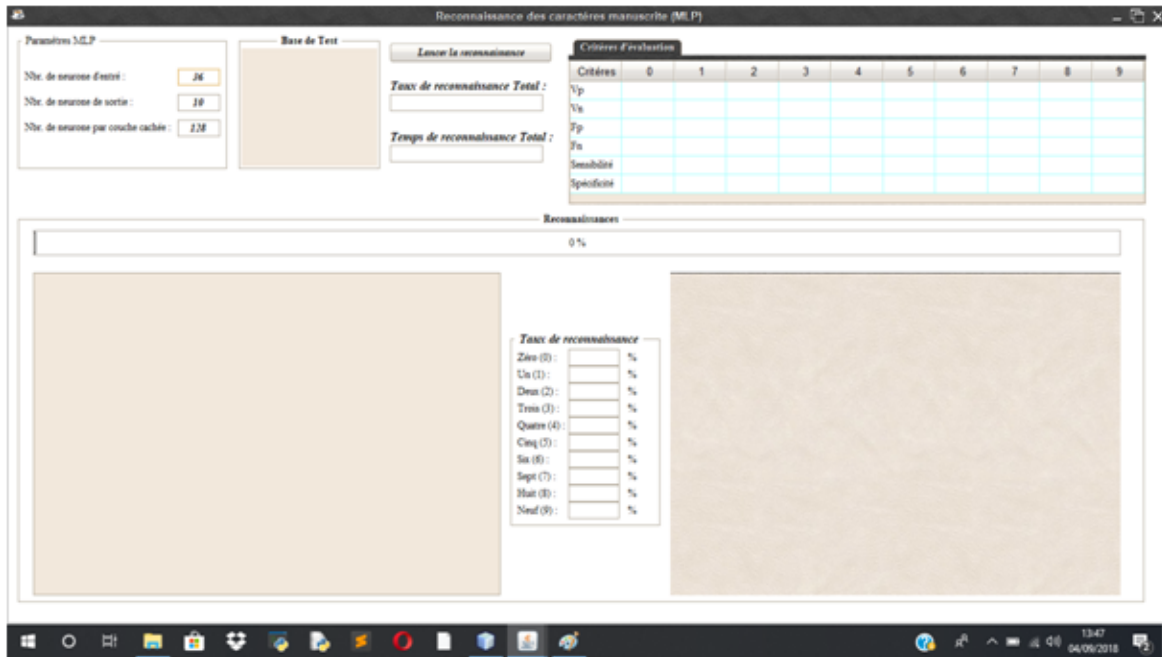 Reconnaissance des caractéres manuscrite (MLP)
Paramètres MLP
Nbr. de neurone d'entré : 36
Nbr. de neurone de sortie : 10
Nbr. de neurone par couche cachée : 128
Base de Test
Lancer la reconnaissance
Taux de reconnaissance Total :
Temps de reconnaissance Total :
Critères d'évaluation
Critéres 0 1 2 3 4 5 6 7 8 9
Vp
Vn
Fp
Fn
Sensibilité
Spécificité
Reconnaissances
0 %
Taux de reconnaissance
Zéro (0) : %
Un (1) : %
Deux (2) : %
Trois (3) : %
Quatre (4) : %
Cinq (5) : %
Six (6) : %
Sept (7) : %
Huit (8) : %
Neuf (9) : %
13:47
04/09/2018